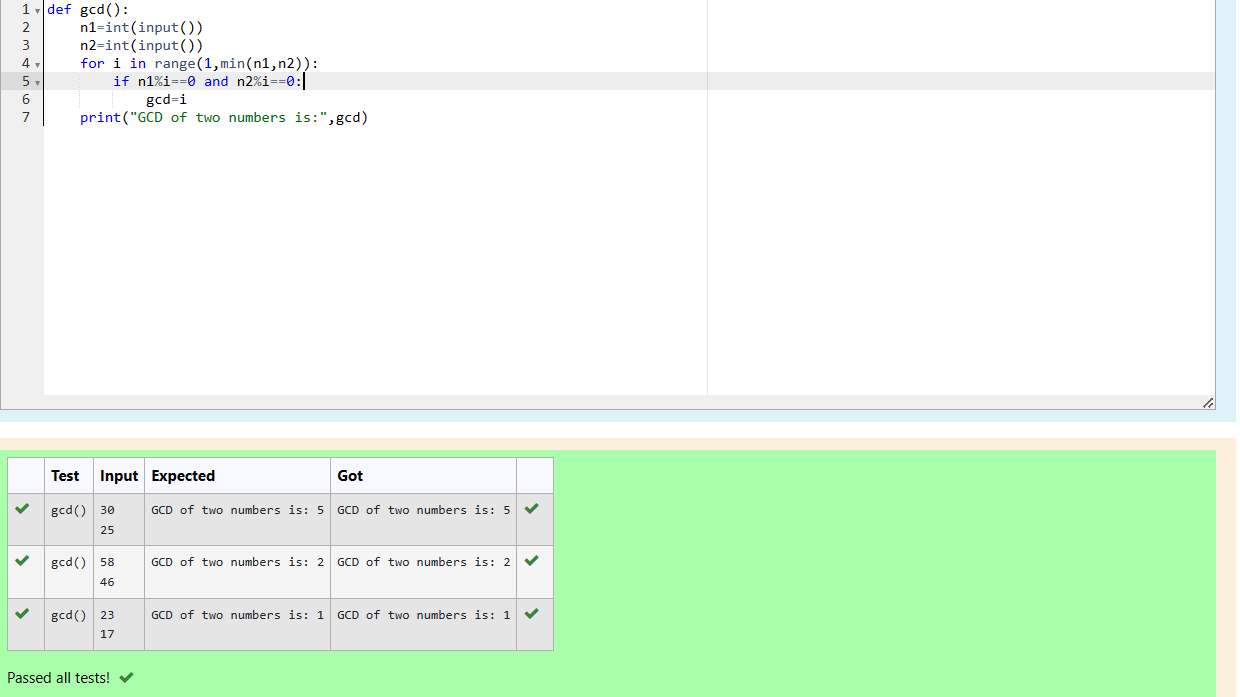 1 def gcd():
2     n1=int(input())
3     n2=int(input())
4     for i in range(1,min(n1,n2)):
5         if n1%i==0 and n2%i==0:
6             gcd=i
7     print("GCD of two numbers is:",gcd)
Test Input Expected Got
gcd() 30 GCD of two numbers is: 5 GCD of two numbers is: 5
25
gcd() 58 GCD of two numbers is: 2 GCD of two numbers is: 2
46
gcd() 23 GCD of two numbers is: 1 GCD of two numbers is: 1
17
Passed all tests!